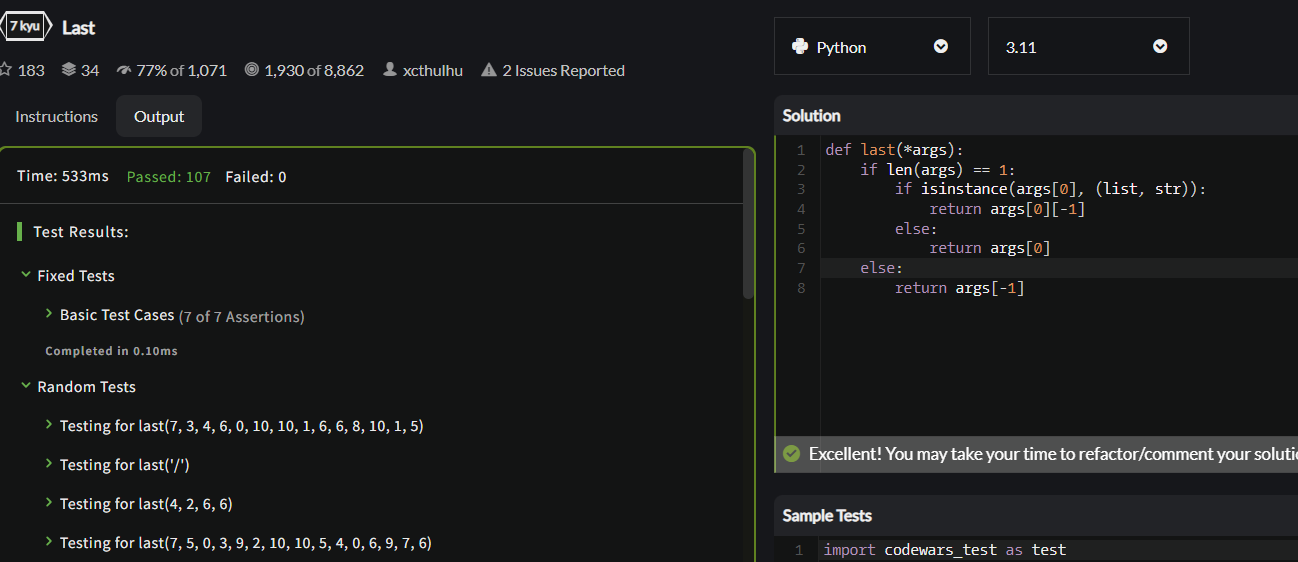 7 kyu Last
183 34 77% of 1,071 1,930 of 8,862 xcthulhu 2 Issues Reported
Instructions Output
Time: 533ms Passed: 107 Failed: 0
Test Results:
Fixed Tests
Basic Test Cases (7 of 7 Assertions)
Completed in 0.10ms
Random Tests
Testing for last(7, 3, 4, 6, 0, 10, 10, 1, 6, 6, 8, 10, 1, 5)
Testing for last('/')
Testing for last(4, 2, 6, 6)
Testing for last(7, 5, 0, 3, 9, 2, 10, 10, 5, 4, 0, 6, 9, 7, 6)
Python 3.11
Solution
1 def last(*args):
2 if len(args) == 1:
3 if isinstance(args[0], (list, str)):
4 return args[0][-1]
5 else:
6 return args[0]
7 else:
8 return args[-1]
Excellent! You may take your time to refactor/comment your soluti
Sample Tests
1 import codewars_test as test